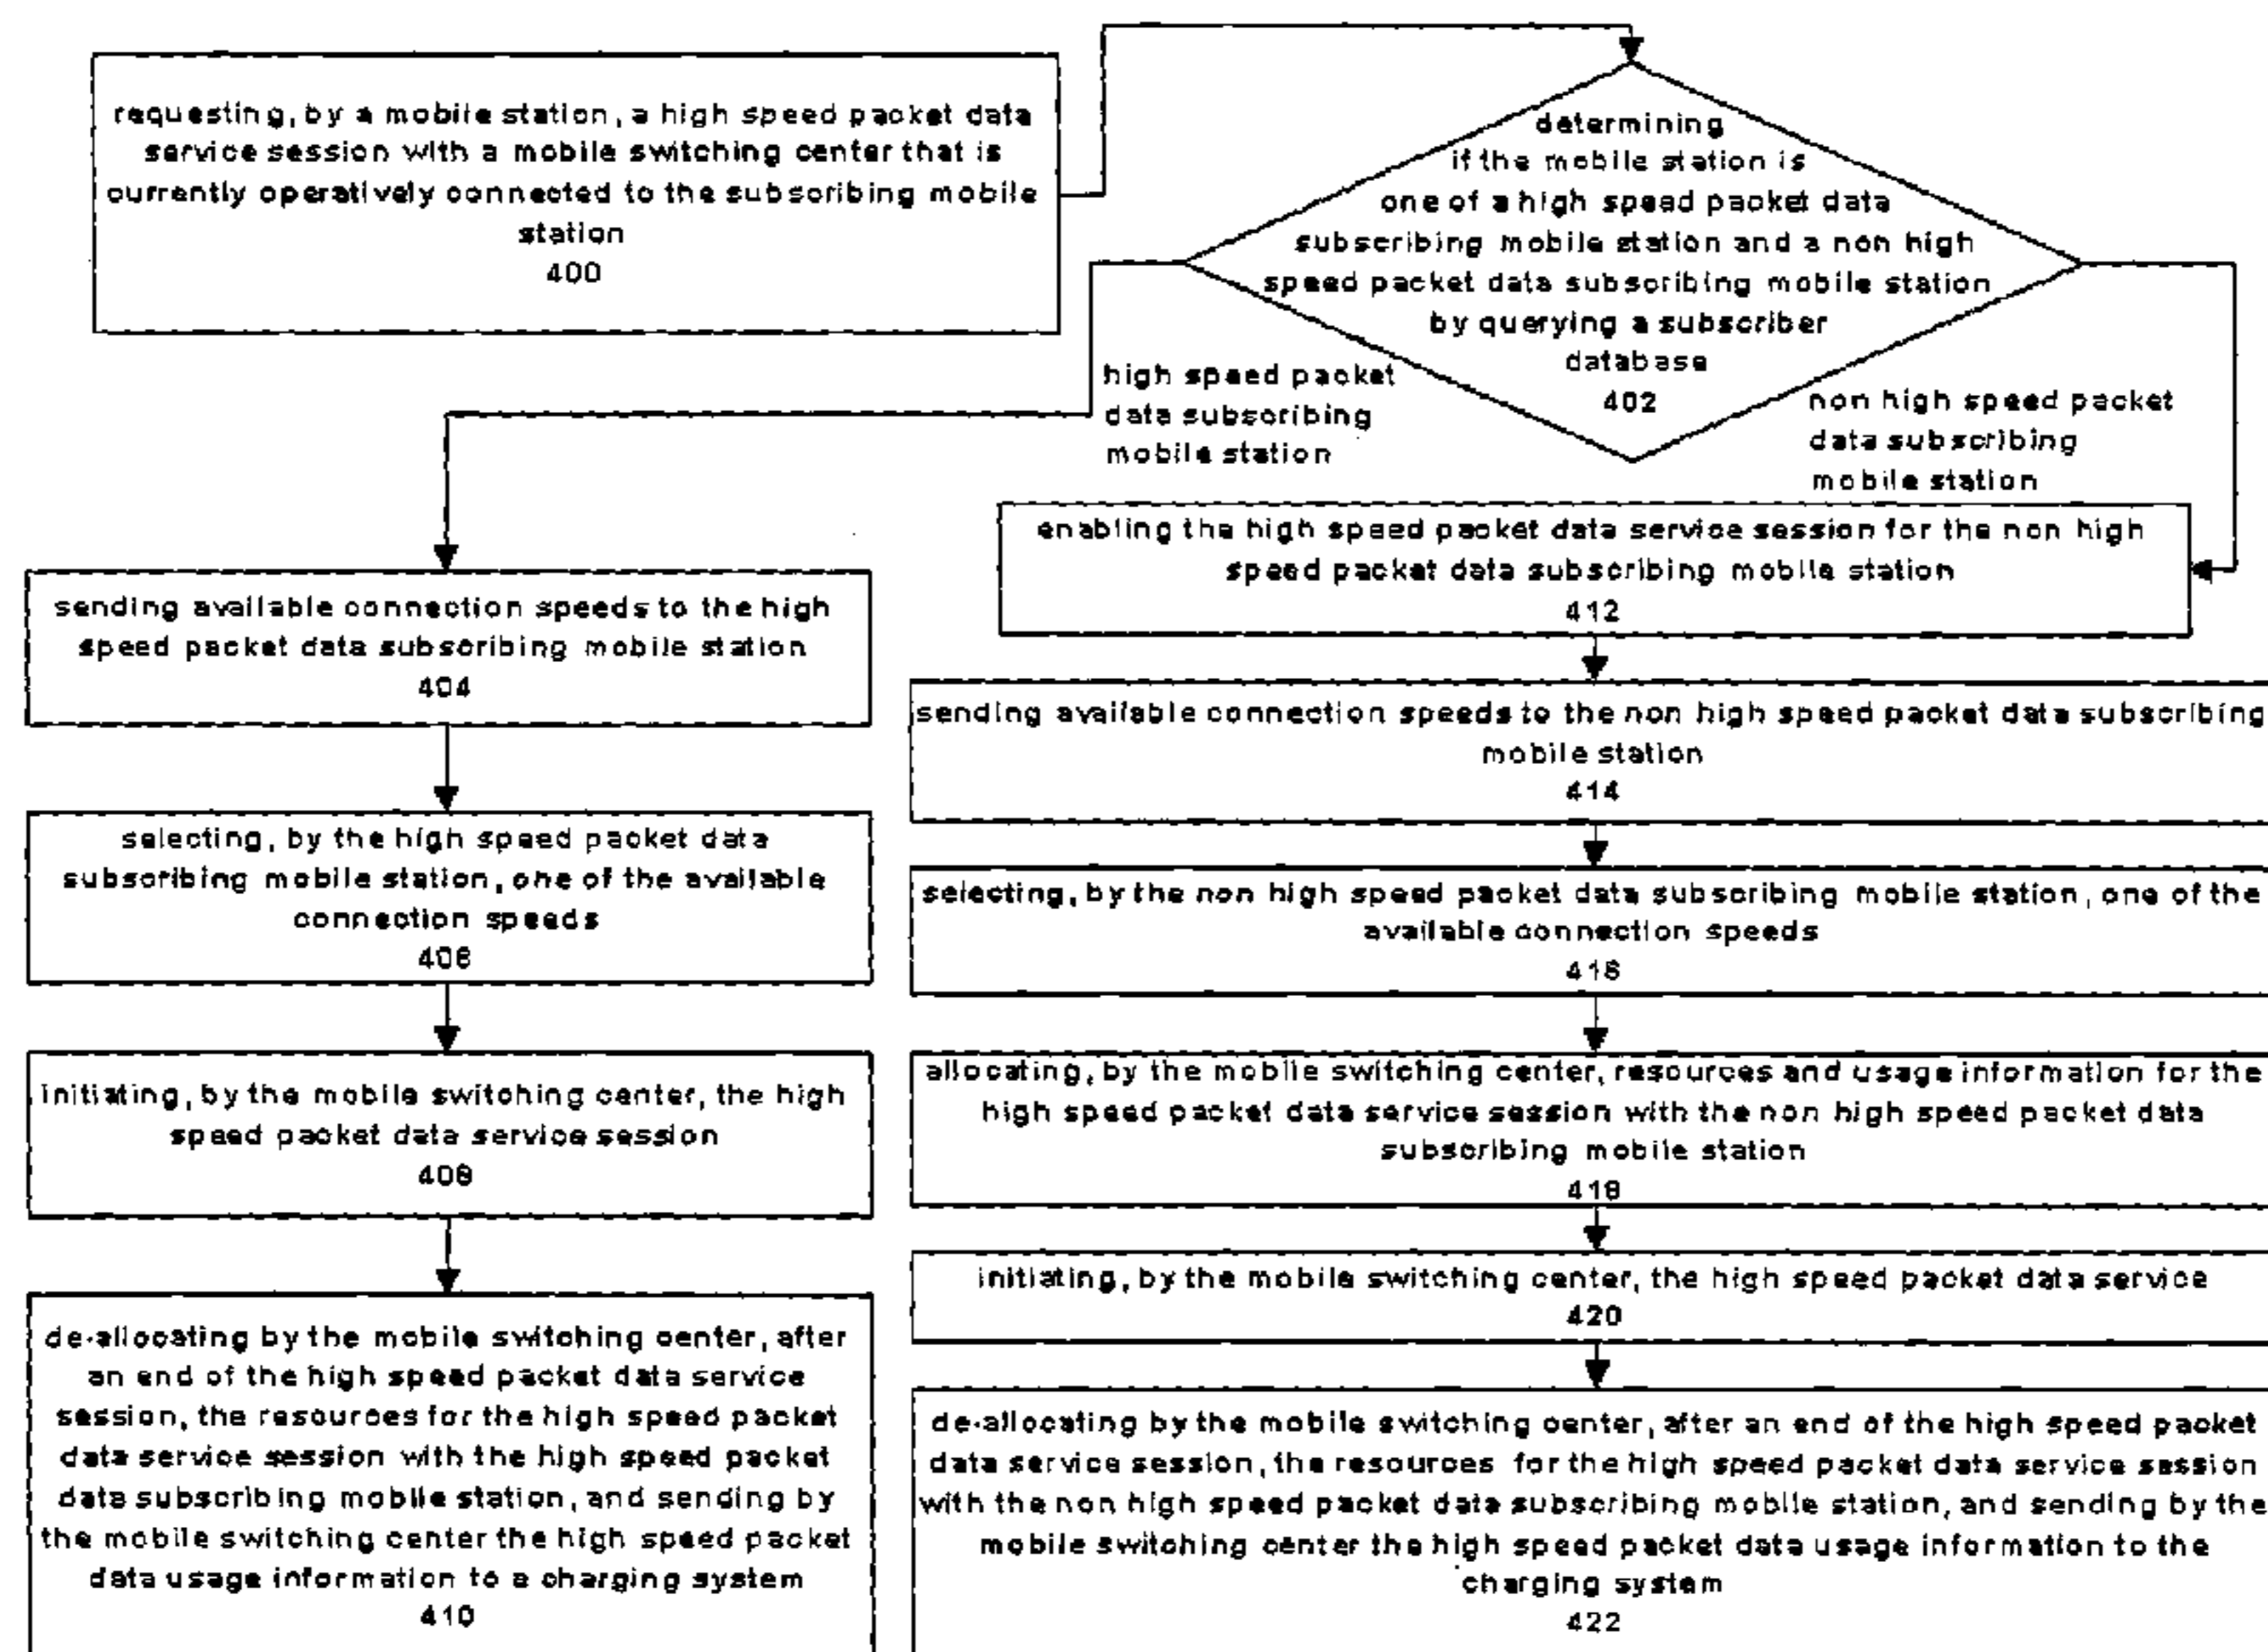 requesting, by a mobile station, a high speed packet data
service session with a mobile switching center that is
currently operatively connected to the subscribing mobile
station
400
determining
if the mobile station is
one of a high speed packet data
subscribing mobile station and a non high
speed packet data subscribing mobile station
by querying a subscriber
database
402
high speed packet
data subscribing
mobile station
non high speed packet
data subscribing
mobile station
sending available connection speeds to the high
speed packet data subscribing mobile station
404
selecting, by the high speed packet data
subscribing mobile station, one of the available
connection speeds
406
initiating, by the mobile switching center, the high
speed packet data service session
408
de-allocating by the mobile switching center, after
an end of the high speed packet data service
session, the resources for the high speed packet
data service session with the high speed packet
data subscribing mobile station, and sending by
the mobile switching center the high speed packet
data usage information to a charging system
410
enabling the high speed packet data service session for the non high
speed packet data subscribing mobile station
412
sending available connection speeds to the non high speed packet data subscribing
mobile station
414
selecting, by the non high speed packet data subscribing mobile station, one of the
available connection speeds
416
allocating, by the mobile switching center, resources and usage information for the
high speed packet data service session with the non high speed packet data
subscribing mobile station
418
initiating, by the mobile switching center, the high speed packet data service
420
de-allocating by the mobile switching center, after an end of the high speed packet
data service session, the resources for the high speed packet data service session
with the non high speed packet data subscribing mobile station, and sending by the
mobile switching center the high speed packet data usage information to the
charging system
422